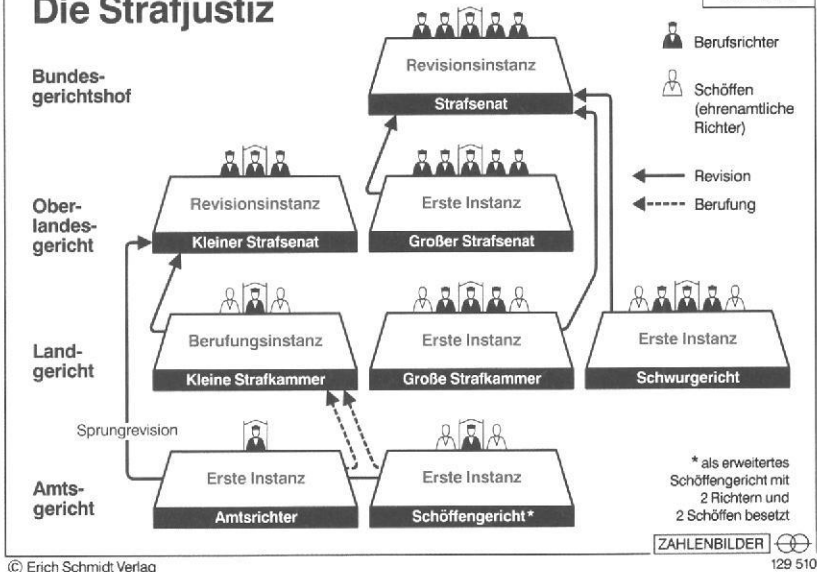 Die Strafjustiz
Bundes-
gerichtshof
Revisionsinstanz
Strafsenat
Berufsrichter
Schöffen
(ehrenamtliche
Richter)
Revision
Berufung
Ober-
landes-
gericht
Revisionsinstanz
Kleiner Strafsenat
Erste Instanz
Großer Strafsenat
Land-
gericht
Berufungsinstanz
Kleine Strafkammer
Erste Instanz
Große Strafkammer
Erste Instanz
Schwurgericht
Sprungrevision
Amts-
gericht
Erste Instanz
Amtsrichter
Erste Instanz
Schöffengericht*
* als erweitertes
Schöffengericht mit
2 Richtern und
2 Schöffen besetzt
ZAHLENBILDER
129 510
© Erich Schmidt Verlag